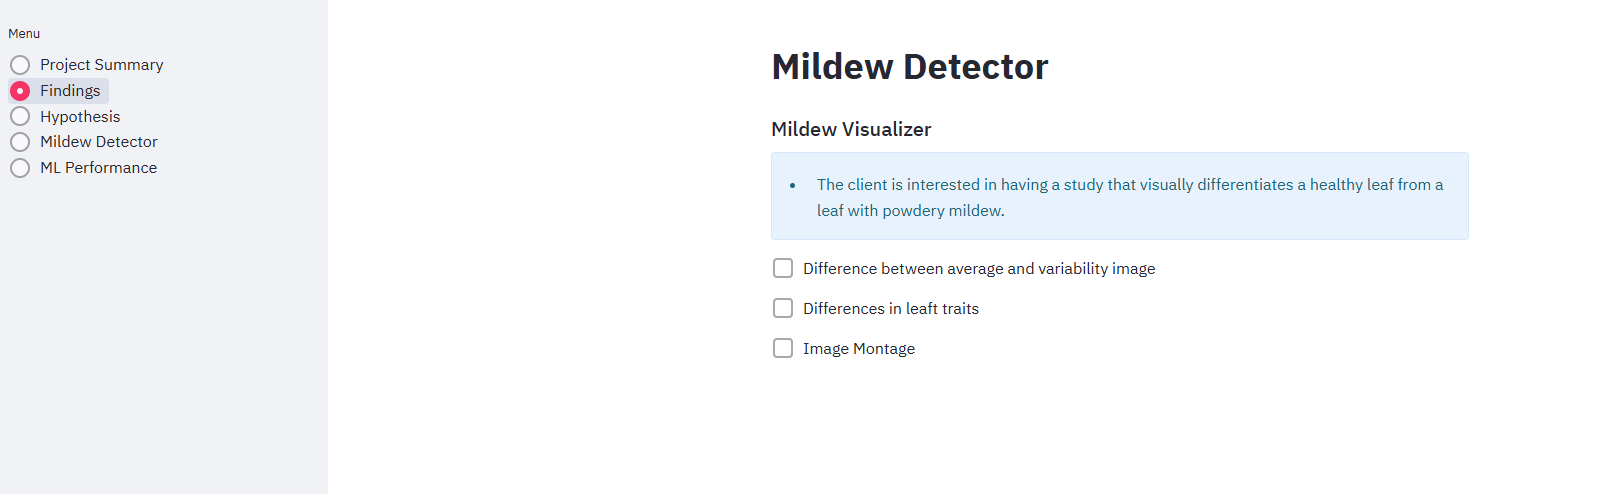 Menu
Project Summary
Findings
Hypothesis
Mildew Detector
ML Performance
Mildew Detector
Mildew Visualizer
• The client is interested in having a study that visually differentiates a healthy leaf from a
leaf with powdery mildew.
Difference between average and variability image
Differences in leaft traits
Image Montage